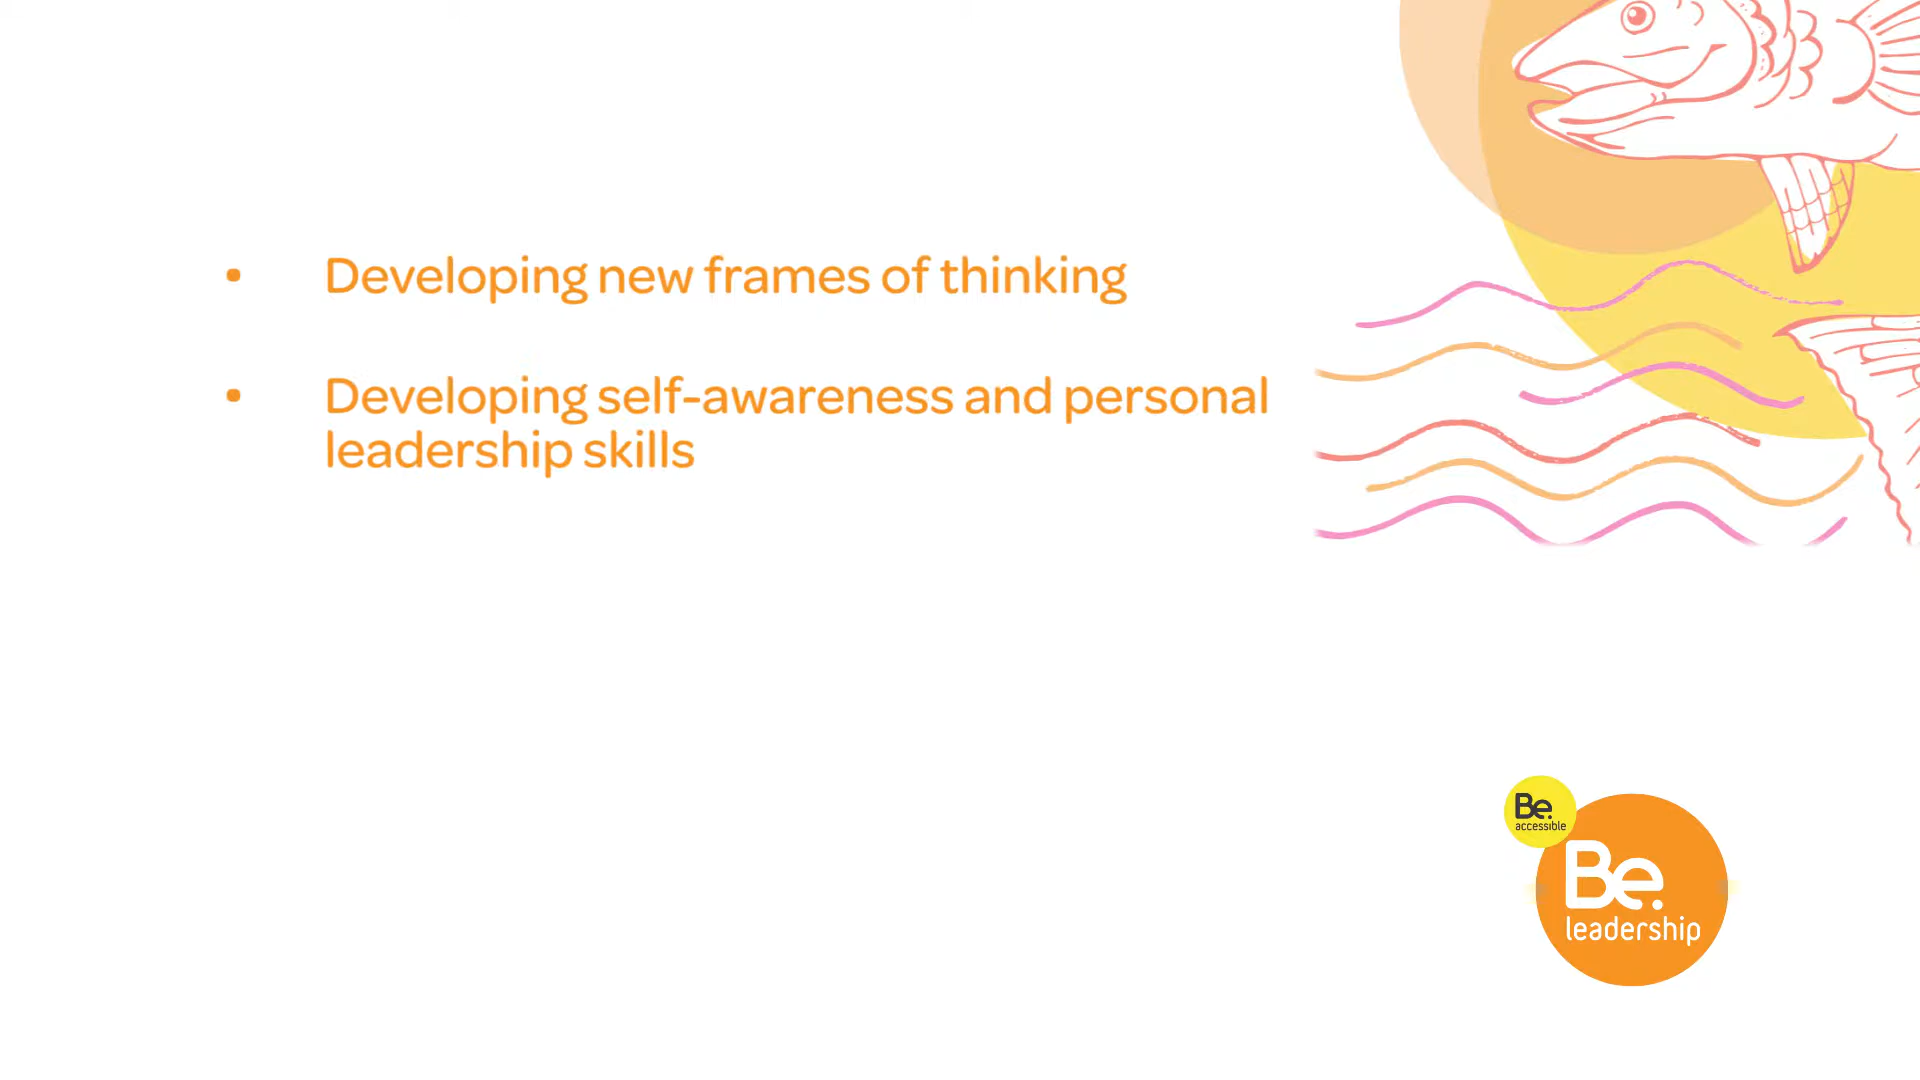 • Developing new frames of thinking
• Developing self-awareness and personal
leadership skills
Be.
accessible
Be.
leadership